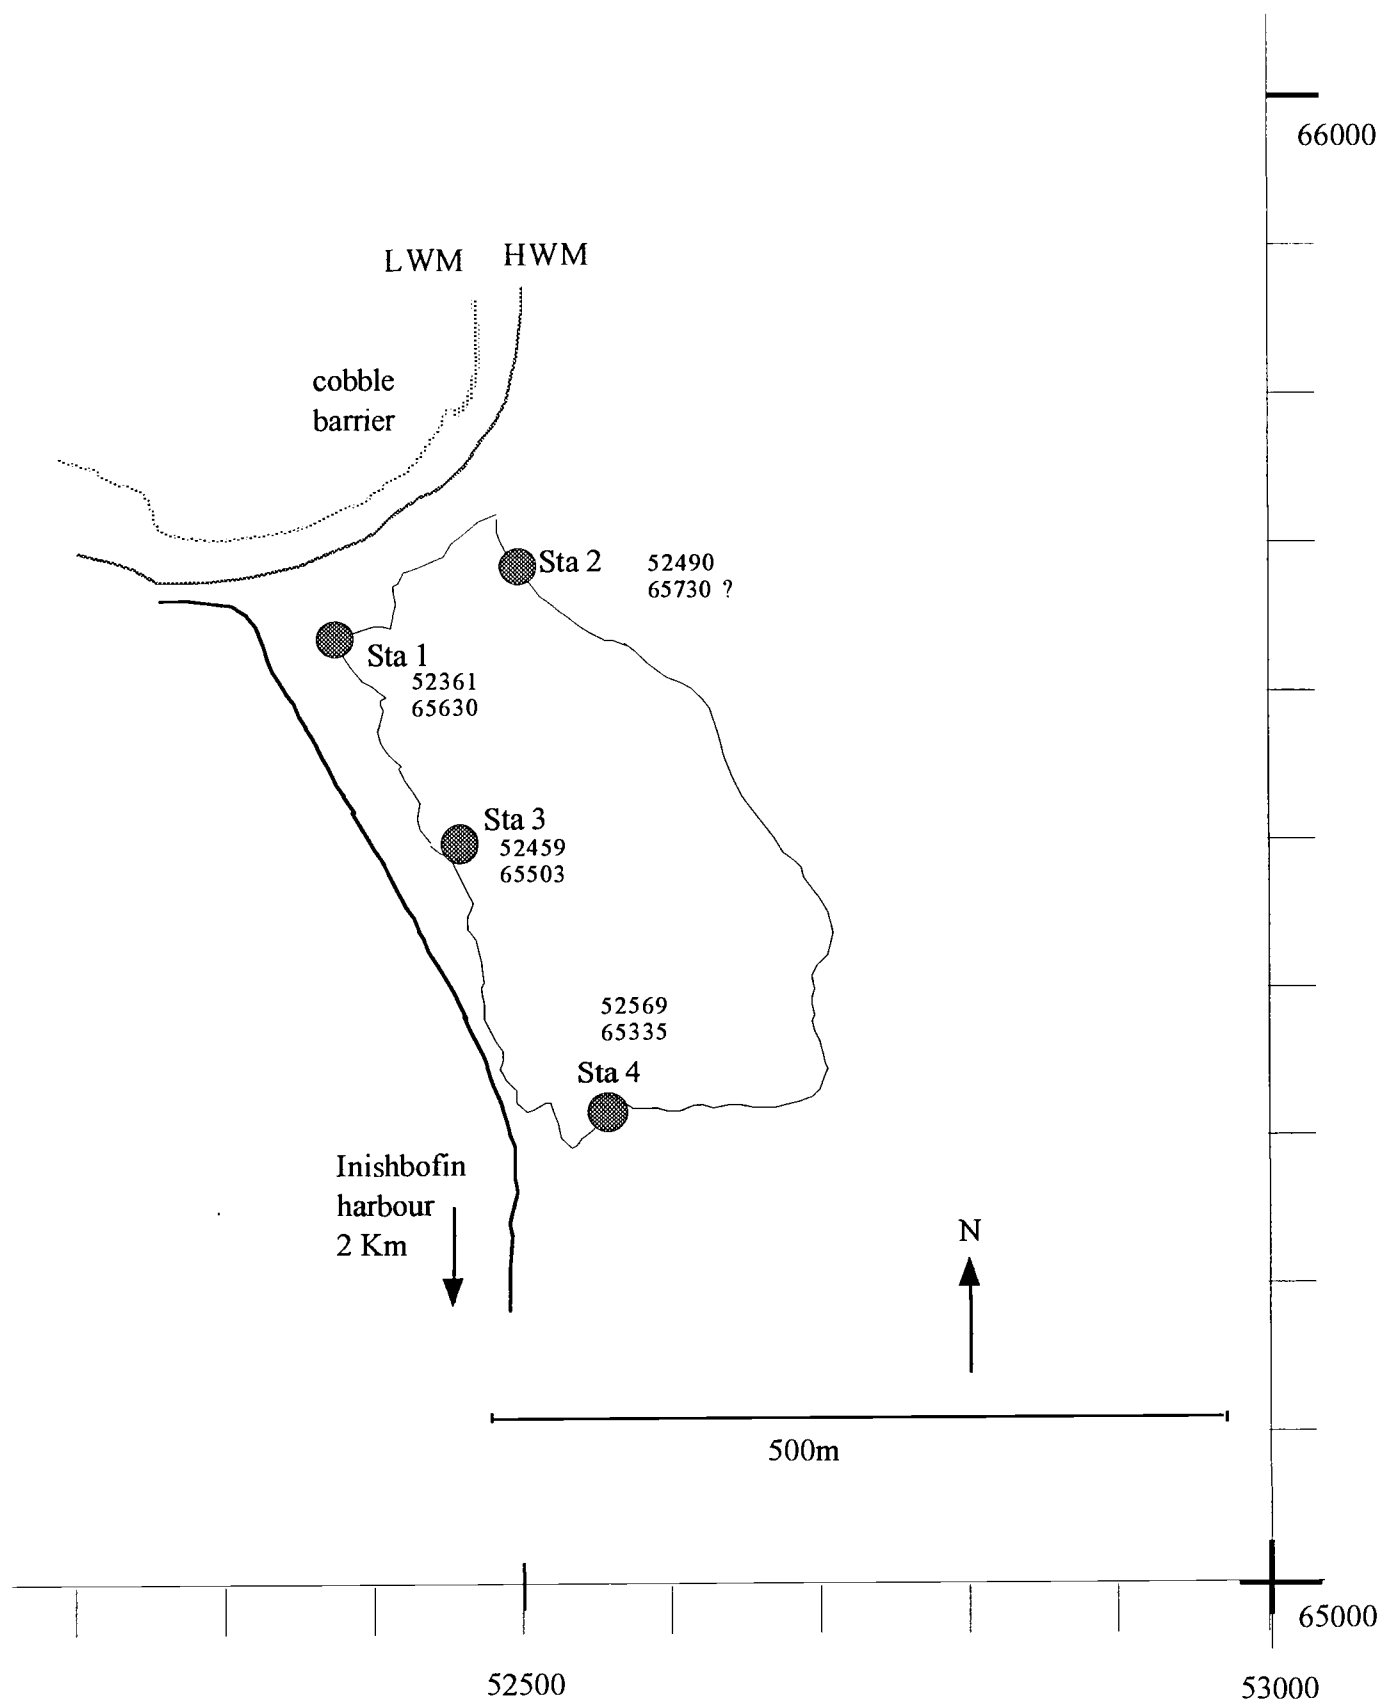 66000
LWM HWM
cobble
barrier
Sta 2
52490
65730 ?
Sta 1
52361
65630
Sta 3
52459
65503
52569
65335
Sta 4
Inishbofin
harbour
2 Km
N
500m
65000
52500
53000